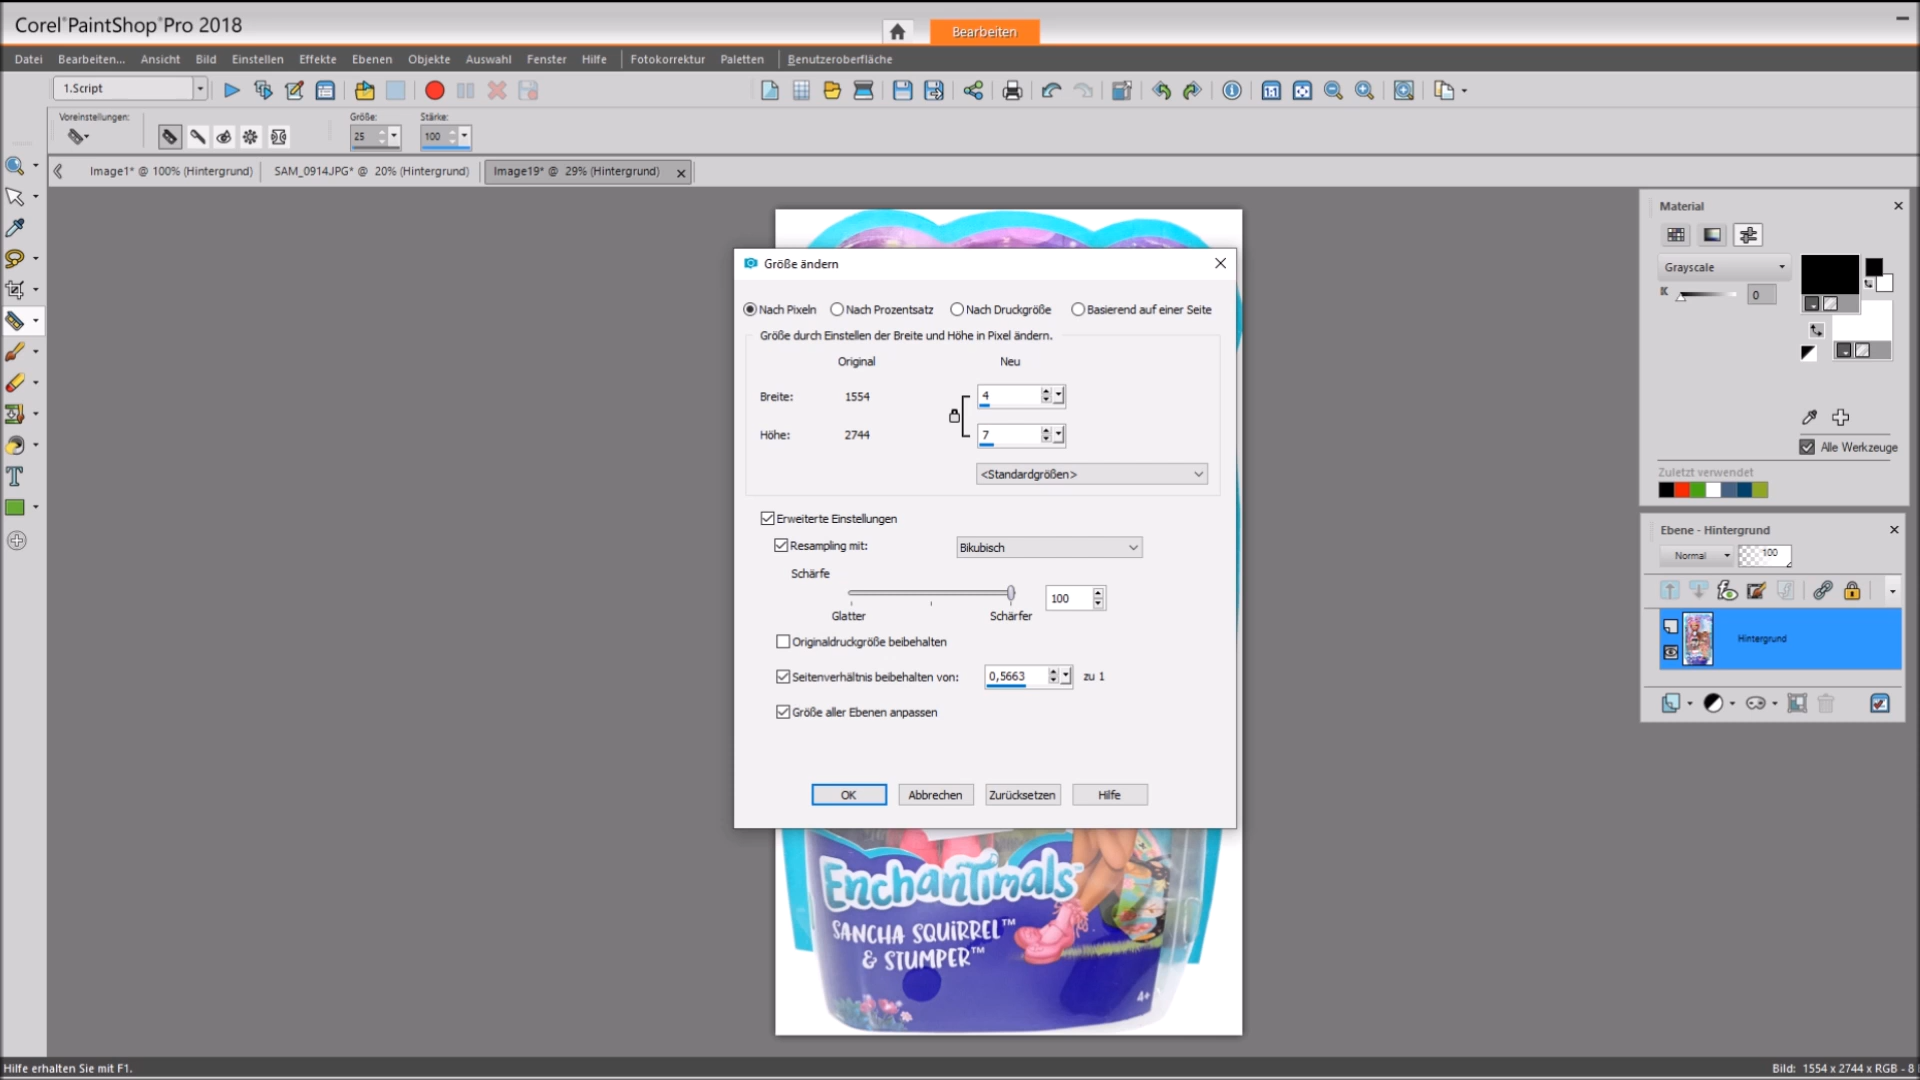 Corel®PaintShop®Pro 2018
Bearbeiten
Datei Bearbeiten... Ansicht Bild Einstellen Effekte Ebenen Objekte Auswahl Fenster Hilfe Fotokorrektur Paletten Benutzeroberfläche
1.Script
Voreinstellungen: Größe: Stärke:
25 100
Image1* @ 100% (Hintergrund) SAM_0914.JPG* @ 20% (Hintergrund) Image19* @ 29% (Hintergrund)
Größe ändern
Nach Pixeln Nach Prozentsatz Nach Druckgröße Basierend auf einer Seite
Größe durch Einstellen der Breite und Höhe in Pixel ändern.
Original Neu
Breite: 1554 4
Höhe: 2744 7
<Standardgrößen>
Erweiterte Einstellungen
Resampling mit: Bikubisch
Schärfe
100
Glatter Schärfer
Originaldruckgröße beibehalten
Seitenverhältnis beibehalten von: 0,5663 zu 1
Größe aller Ebenen anpassen
OK Abbrechen Zurücksetzen Hilfe
Enchantimals
SANCHA SQUiRREL™
& STUMPER™
4+
Material
Grayscale
K 0
Alle Werkzeuge
Zuletzt verwendet
Ebene - Hintergrund
Normal 100
Hintergrund
Hilfe erhalten Sie mit F1.
Bild: 1554 x 2744 x RGB - 8